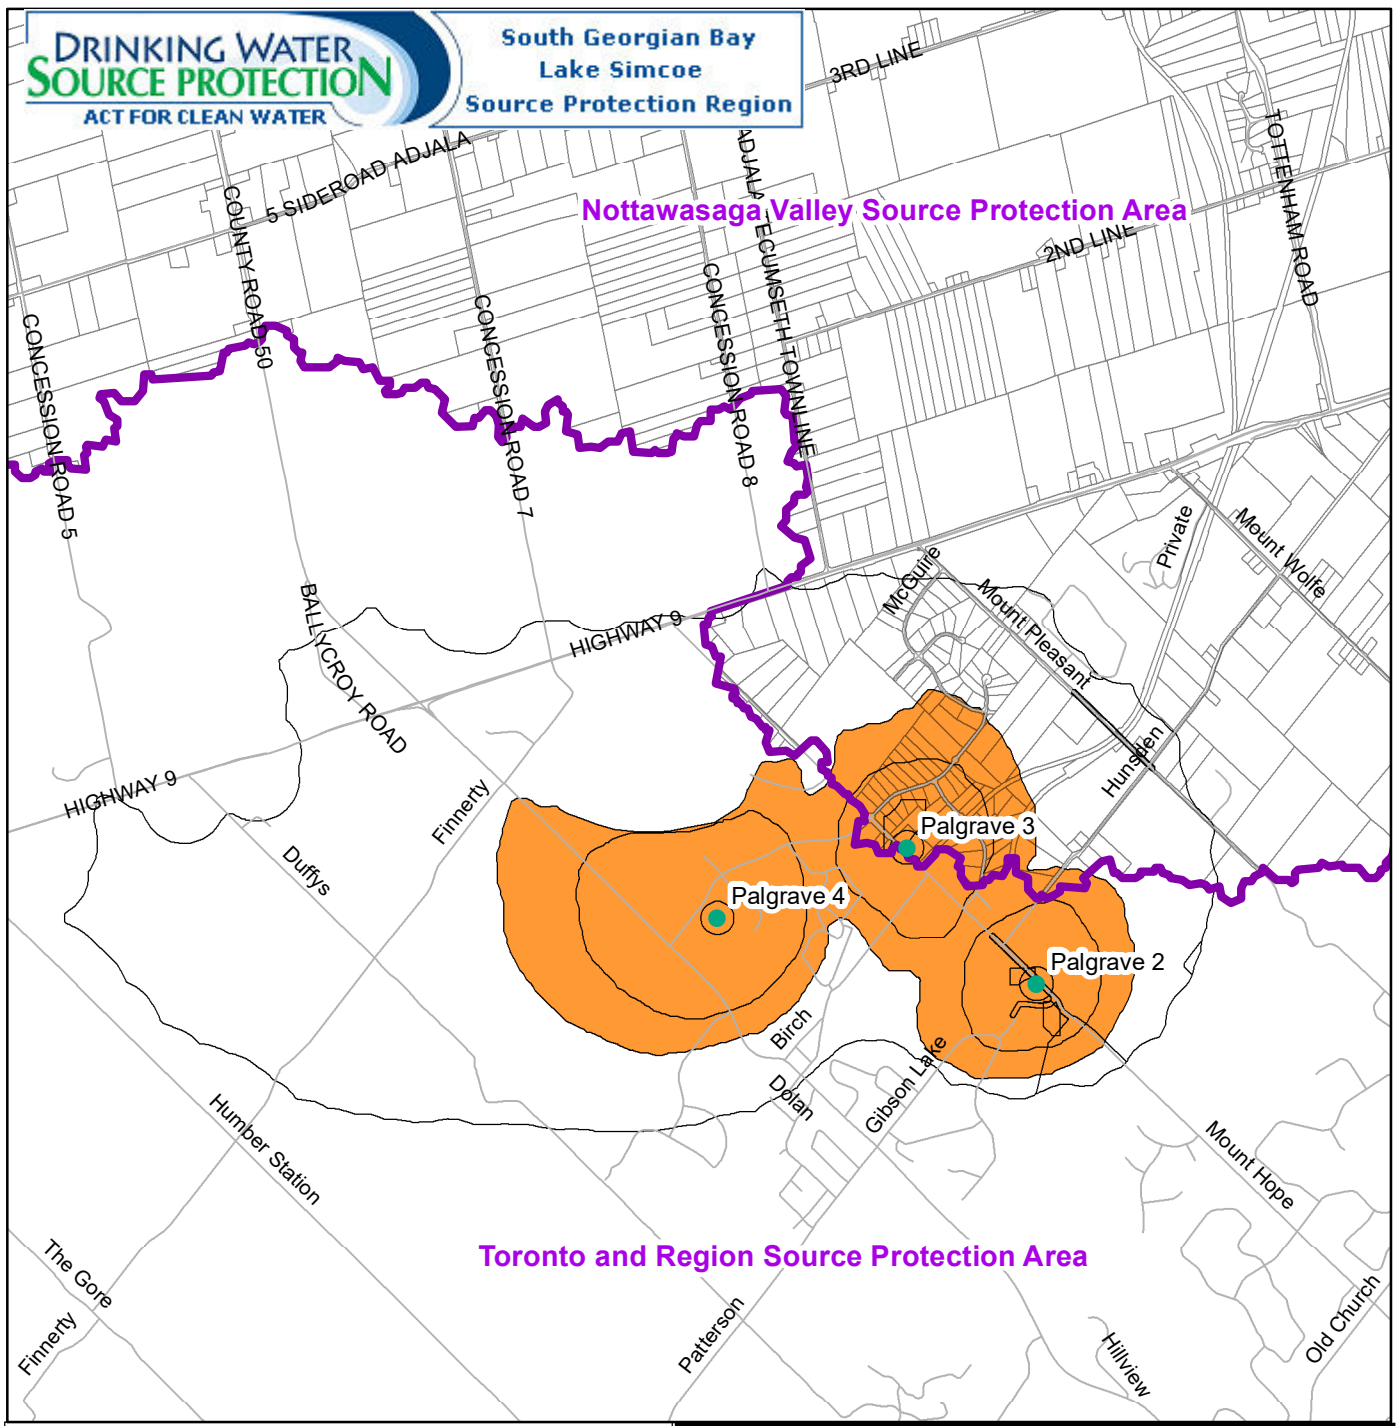 DRINKING WATER
SOURCE PROTECTION
ACT FOR CLEAN WATER
South Georgian Bay
Lake Simcoe
Source Protection Region
3RD LINE
TOTTENHAM ROAD
5 SIDEROAD ADJALA
COUNTY ROAD 50
ADJALA TECUMSETH TOWNLINE
Nottawasaga Valley Source Protection Area
2ND LINE
CONCESSION ROAD 5
CONCESSION ROAD 7
CONCESSION ROAD 8
Private
Mount Wolfe
McGuire
Mount Pleasant
BALLYCROY ROAD
HIGHWAY 9
HIGHWAY 9
Hunsden
Finnerty
Duffys
Palgrave 3
Palgrave 4
Palgrave 2
Birch
Dolan
Gibson Lake
Humber Station
Mount Hope
Toronto and Region Source Protection Area
The Gore
Finnerty
Patterson
Hillview
Old Church